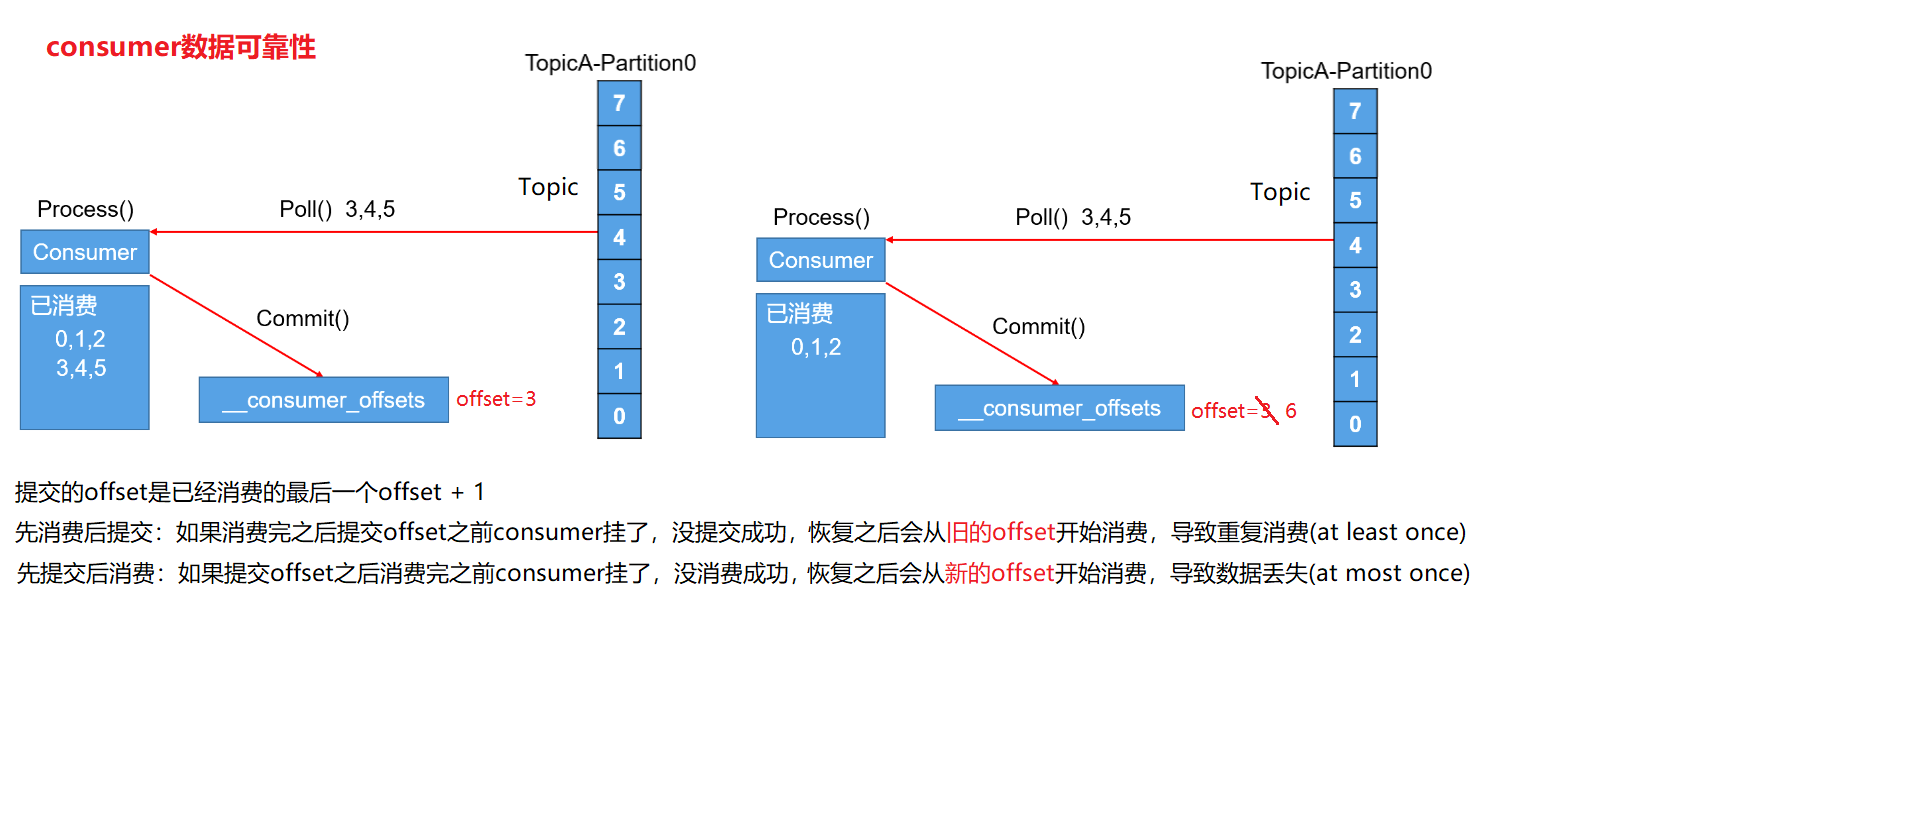 consumer数据可靠性
TopicA-Partition0
7
6
5
4
3
2
1
0
Topic
Process()
Poll() 3,4,5
Consumer
已消费
0,1,2
3,4,5
Commit()
__consumer_offsets
offset=3
TopicA-Partition0
7
6
5
4
3
2
1
0
Topic
Process()
Poll() 3,4,5
Consumer
已消费
0,1,2
Commit()
__consumer_offsets
offset=3 6
提交的offset是已经消费的最后一个offset + 1
先消费后提交：如果消费完之后提交offset之前consumer挂了，没提交成功，恢复之后会从旧的offset开始消费，导致重复消费(at least once)
先提交后消费：如果提交offset之后消费完之前consumer挂了，没消费成功，恢复之后会从新的offset开始消费，导致数据丢失(at most once)